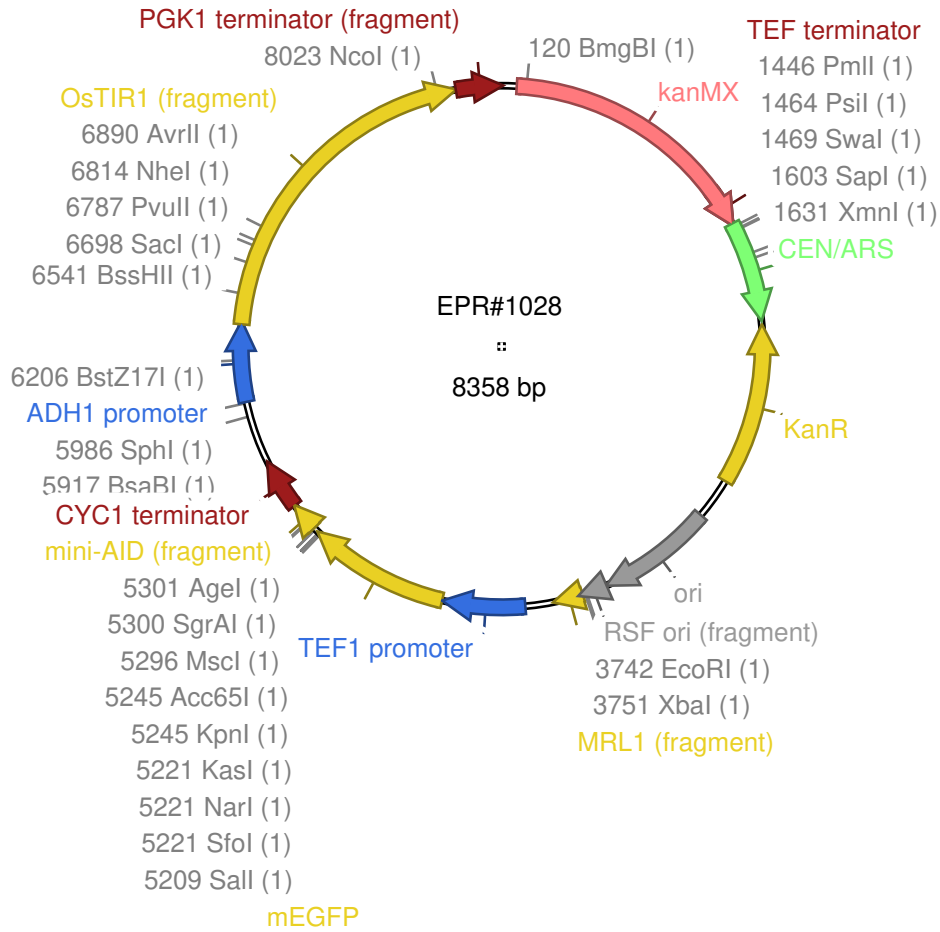 PGK1 terminator (fragment)
8023 NcoI (1)
120 BmgBI (1)
TEF terminator
kanMX
1446 PmlI (1)
1464 PsiI (1)
1469 SwaI (1)
1603 SapI (1)
1631 XmnI (1)
CEN/ARS
OsTIR1 (fragment)
6890 AvrII (1)
6814 NheI (1)
6787 PvuII (1)
6698 SacI (1)
6541 BssHII (1)
EPR#1028
8358 bp
6206 BstZ17I (1)
ADH1 promoter
5986 SphI (1)
5917 BsaBI (1)
KanR
CYC1 terminator
mini-AID (fragment)
5301 AgeI (1)
5300 SgrAI (1)
5296 MscI (1)
5245 Acc65I (1)
5245 KpnI (1)
5221 KasI (1)
5221 NarI (1)
5221 SfoI (1)
5209 SalI (1)
mEGFP
TEF1 promoter
ori
RSF ori (fragment)
3742 EcoRI (1)
3751 XbaI (1)
MRL1 (fragment)